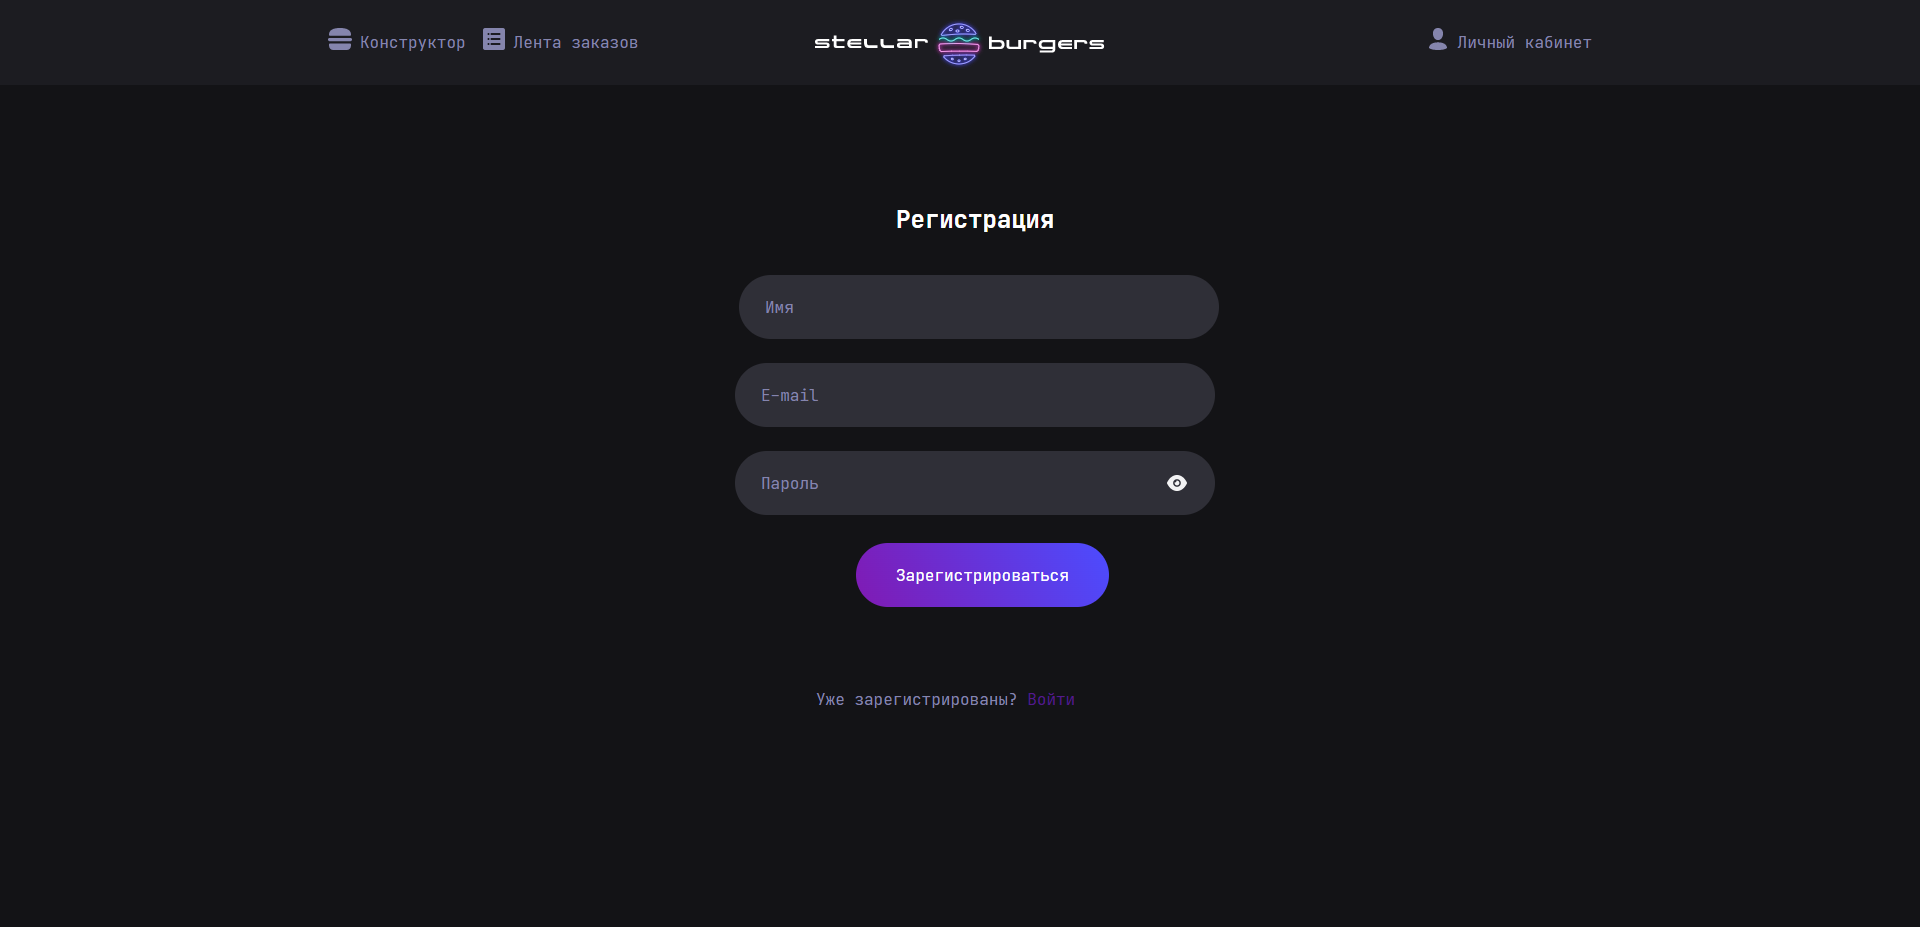 Конструктор
Лента заказов
stellar burgers
Личный кабинет
Регистрация
Имя
E-mail
Пароль
Зарегистрироваться
Уже зарегистрированы? Войти